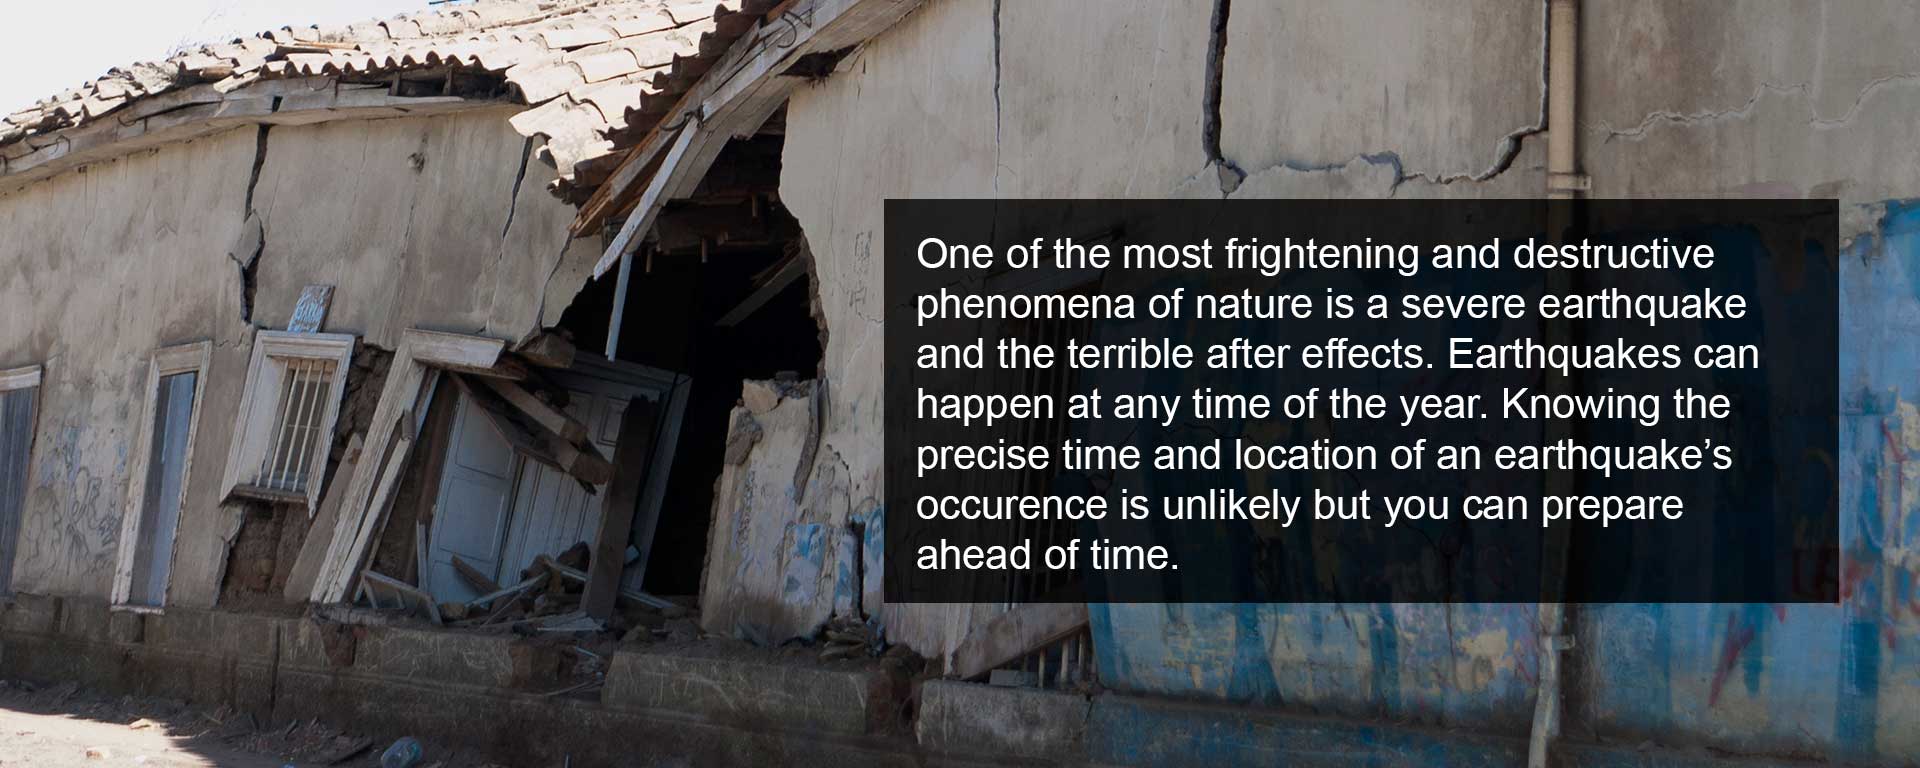 One of the most frightening and destructive
phenomena of nature is a severe earthquake
and the terrible after effects. Earthquakes can
happen at any time of the year. Knowing the
precise time and location of an earthquake’s
occurence is unlikely but you can prepare
ahead of time.